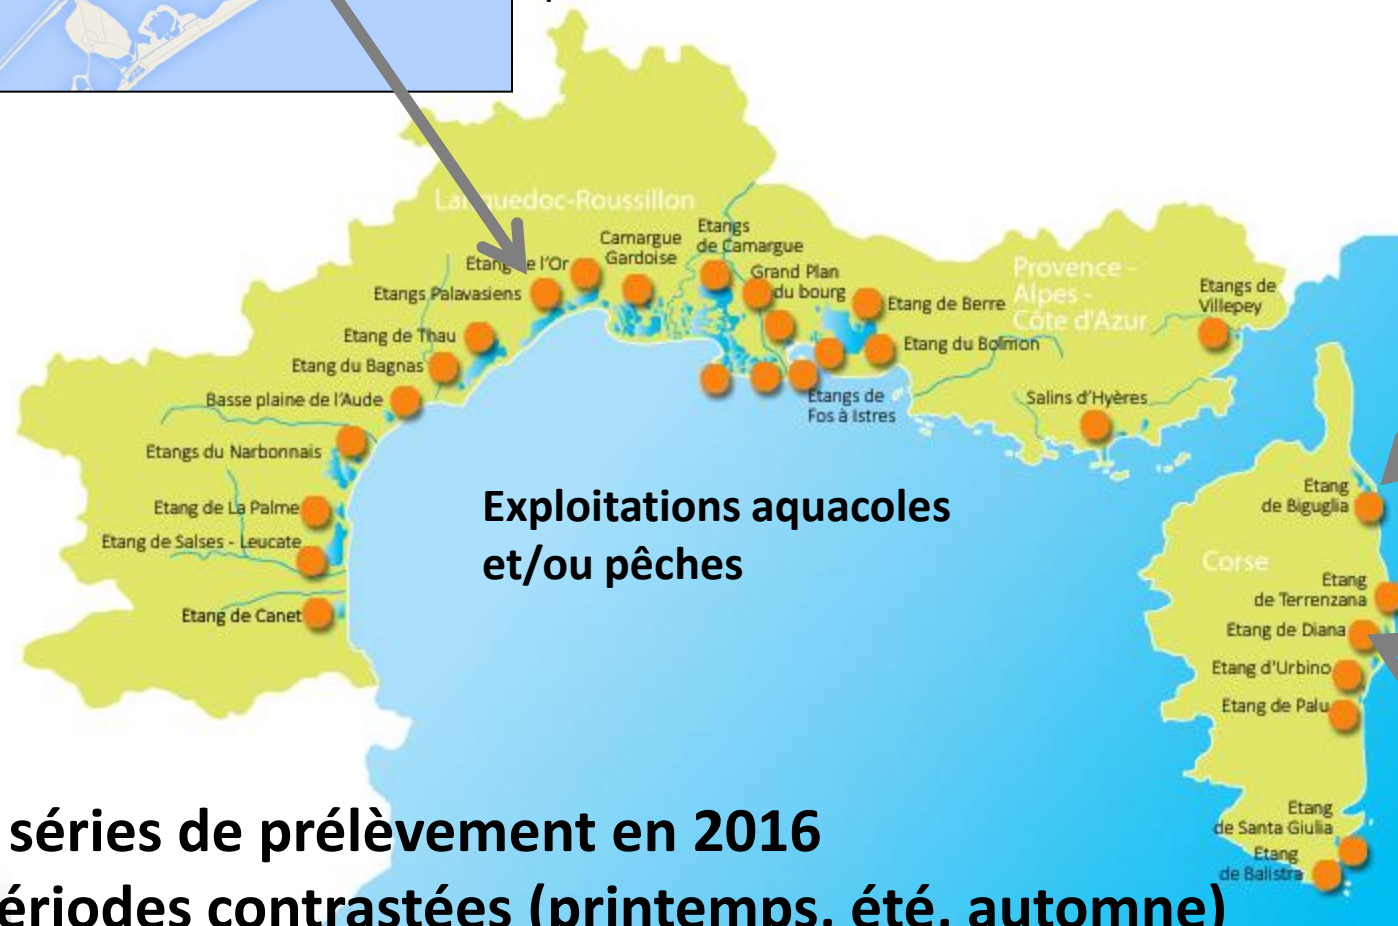 Languedoc-Roussillon
Etangs
de Camargue
Camargue
Gardoise
Etang de l'Or
Grand Plan
du bourg
Provence -
Alpes -
Côte d'Azur
Etangs de
Villepey
Etangs Palavasiens
Etang de Berre
Etang de Thau
Etang du Bolmon
Etang du Bagnas
Basse plaine de l'Aude
Etangs de
Fos à Istres
Salins d'Hyères
Etangs du Narbonnais
Etang de La Palme
Etang de Salses - Leucate
Etang de Canet
Exploitations aquacoles
et/ou pêches
Etang
de Biguglia
Corse
Etang
de Terrenzana
Etang de Diana
Etang d'Urbino
Etang de Palu
Etang
de Santa Giulia
Etang
de Balistra
séries de prélèvement en 2016
ériodes contrastées (printemps, été, automne)